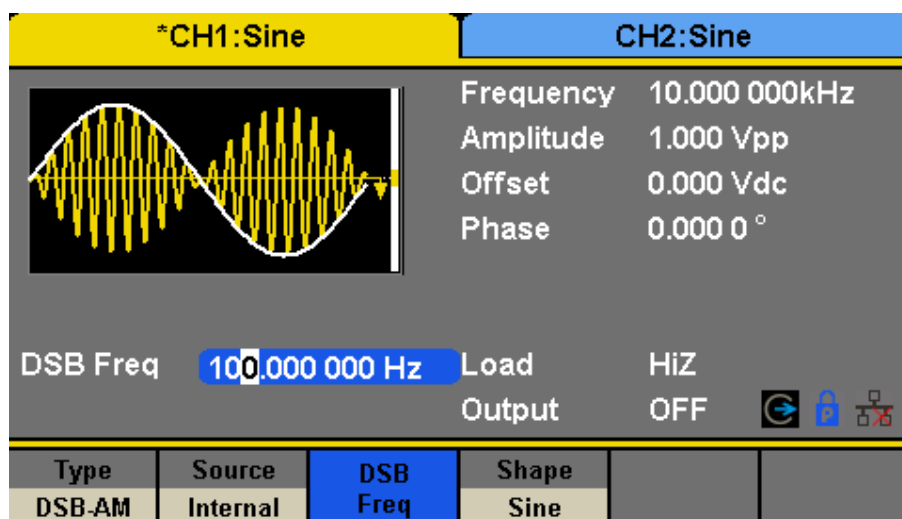 *CH1:Sine CH2:Sine
Frequency 10.000 000kHz
Amplitude 1.000 Vpp
Offset 0.000 Vdc
Phase 0.000 0 °
DSB Freq 100.000 000 Hz Load HiZ
Output OFF P
Type Source DSB Freq Shape
DSB-AM Internal Sine